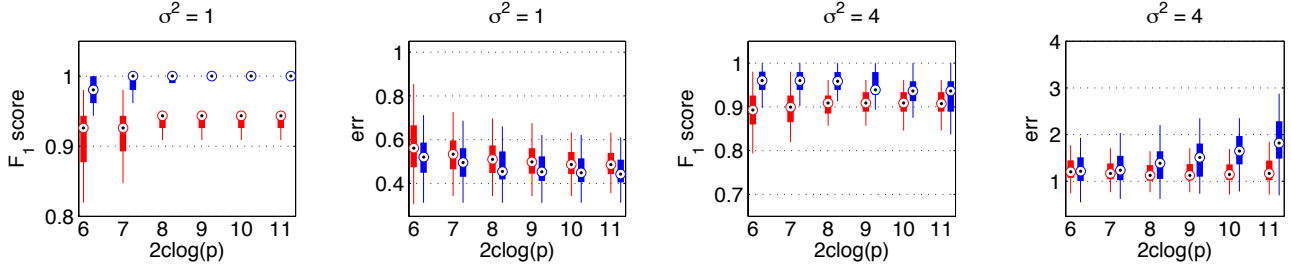 σ² = 1
F₁ score
1
0.9
0.8
6 7 8 9 10 11
2clog(p)
σ² = 1
err
1
0.8
0.6
0.4
6 7 8 9 10 11
2clog(p)
σ² = 4
F₁ score
1
0.9
0.8
0.7
6 7 8 9 10 11
2clog(p)
σ² = 4
err
4
3
2
1
6 7 8 9 10 11
2clog(p)